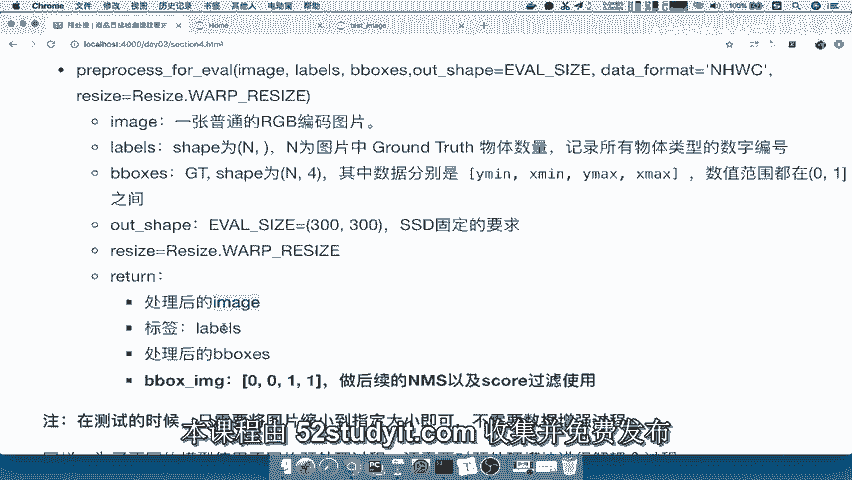 Chrome 文件 修改 视图 历史记录 书签 其他人 电动窗 帮助
Home
test_image
localhost:4000/day03/section4.html
preprocess_for_eval(image, labels, bboxes,out_shape=EVAL_SIZE, data_format='NHWC',
resize=Resize.WARP_RESIZE)
image：一张普通的RGB编码图片。
labels：shape为(N, )，N为图片中 Ground Truth 物体数量，记录所有物体类型的数字编号
bboxes：GT, shape为(N, 4)，其中数据分别是 [ymin, xmin, ymax, xmax] ，数值范围都在(0, 1]
之间
out_shape：EVAL_SIZE=(300, 300)，SSD固定的要求
resize=Resize.WARP_RESIZE
return：
处理后的image
标签：labels
处理后的bboxes
bbox_img：[0, 0, 1, 1]，做后续的NMS以及score过滤使用
注：在测试的时候，只需要将图片缩小到指定大小即可，不需要数据增强过程
本课程由 52studyit.com 收集并免费发布